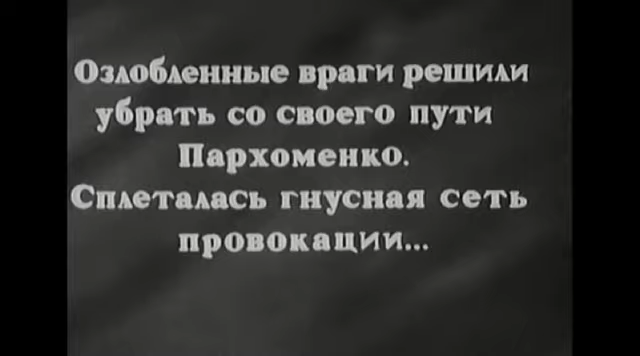 Озлобленные враги решили
убрать со своего пути
Пархоменко.
Сплеталась гнусная сеть
провокации...